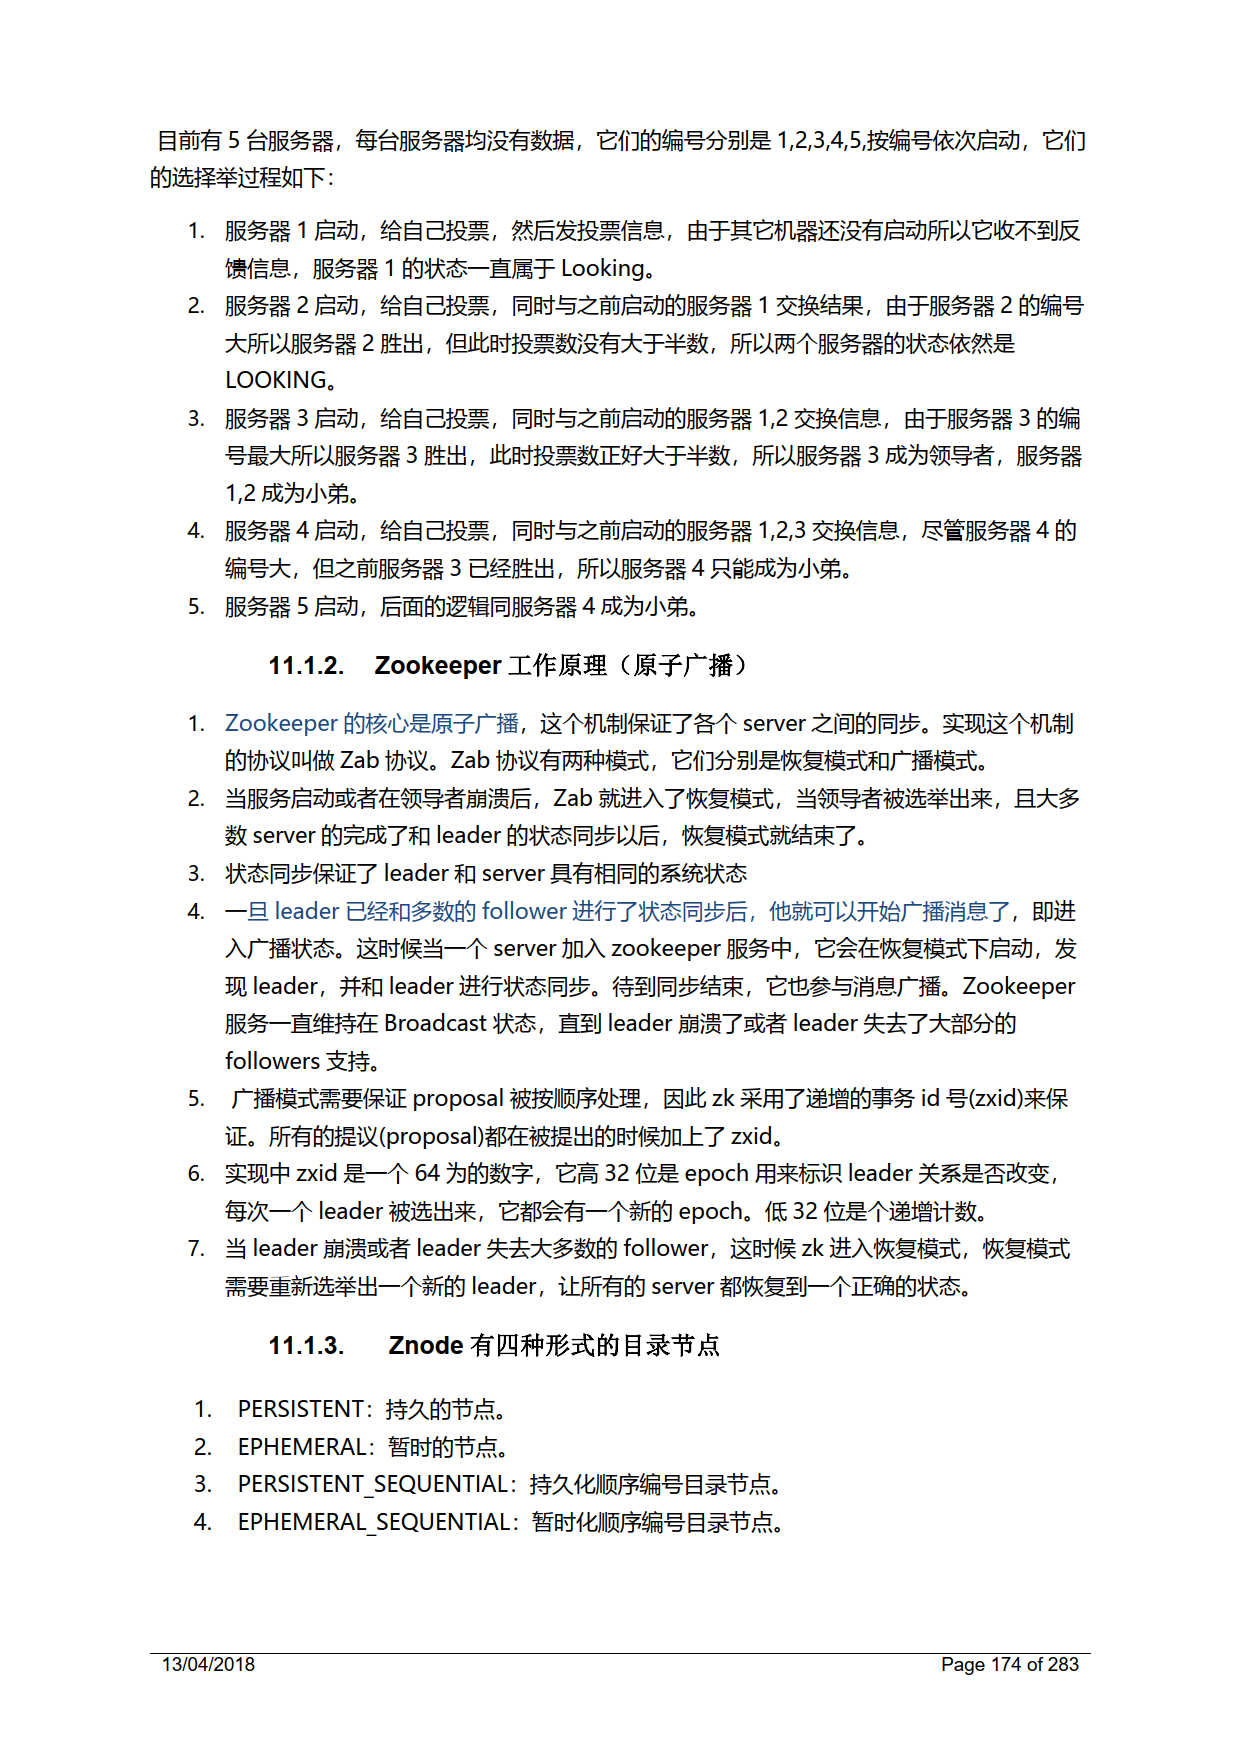 目前有 5 台服务器，每台服务器均没有数据，它们的编号分别是 1,2,3,4,5,按编号依次启动，它们
的选择举过程如下：
1. 服务器 1 启动，给自己投票，然后发投票信息，由于其它机器还没有启动所以它收不到反
馈信息，服务器 1 的状态一直属于 Looking。
2. 服务器 2 启动，给自己投票，同时与之前启动的服务器 1 交换结果，由于服务器 2 的编号
大所以服务器 2 胜出，但此时投票数没有大于半数，所以两个服务器的状态依然是
LOOKING。
3. 服务器 3 启动，给自己投票，同时与之前启动的服务器 1,2 交换信息，由于服务器 3 的编
号最大所以服务器 3 胜出，此时投票数正好大于半数，所以服务器 3 成为领导者，服务器
1,2 成为小弟。
4. 服务器 4 启动，给自己投票，同时与之前启动的服务器 1,2,3 交换信息，尽管服务器 4 的
编号大，但之前服务器 3 已经胜出，所以服务器 4 只能成为小弟。
5. 服务器 5 启动，后面的逻辑同服务器 4 成为小弟。
11.1.2. Zookeeper 工作原理（原子广播）
1. Zookeeper 的核心是原子广播，这个机制保证了各个 server 之间的同步。实现这个机制
的协议叫做 Zab 协议。Zab 协议有两种模式，它们分别是恢复模式和广播模式。
2. 当服务启动或者在领导者崩溃后，Zab 就进入了恢复模式，当领导者被选举出来，且大多
数 server 的完成了和 leader 的状态同步以后，恢复模式就结束了。
3. 状态同步保证了 leader 和 server 具有相同的系统状态
4. 一旦 leader 已经和多数的 follower 进行了状态同步后，他就可以开始广播消息了，即进
入广播状态。这时候当一个 server 加入 zookeeper 服务中，它会在恢复模式下启动，发
现 leader，并和 leader 进行状态同步。待到同步结束，它也参与消息广播。Zookeeper
服务一直维持在 Broadcast 状态，直到 leader 崩溃了或者 leader 失去了大部分的
followers 支持。
5. 广播模式需要保证 proposal 被按顺序处理，因此 zk 采用了递增的事务 id 号(zxid)来保
证。所有的提议(proposal)都在被提出的时候加上了 zxid。
6. 实现中 zxid 是一个 64 为的数字，它高 32 位是 epoch 用来标识 leader 关系是否改变，
每次一个 leader 被选出来，它都会有一个新的 epoch。低 32 位是个递增计数。
7. 当 leader 崩溃或者 leader 失去大多数的 follower，这时候 zk 进入恢复模式，恢复模式
需要重新选举出一个新的 leader，让所有的 server 都恢复到一个正确的状态。
11.1.3. Znode 有四种形式的目录节点
1. PERSISTENT：持久的节点。
2. EPHEMERAL：暂时的节点。
3. PERSISTENT_SEQUENTIAL：持久化顺序编号目录节点。
4. EPHEMERAL_SEQUENTIAL：暂时化顺序编号目录节点。
13/04/2018 Page 174 of 283